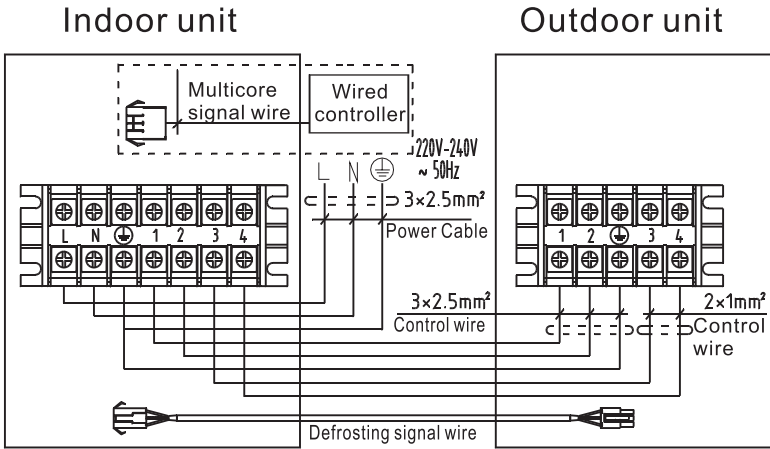 Indoor unit
Outdoor unit
Multicore
signal wire
Wired
controller
L N
220V-240V
~ 50Hz
3×2.5mm²
Power Cable
L N 1 2 3 4
1 2 3 4
3×2.5mm²
Control wire
2×1mm²
Control
wire
Defrosting signal wire